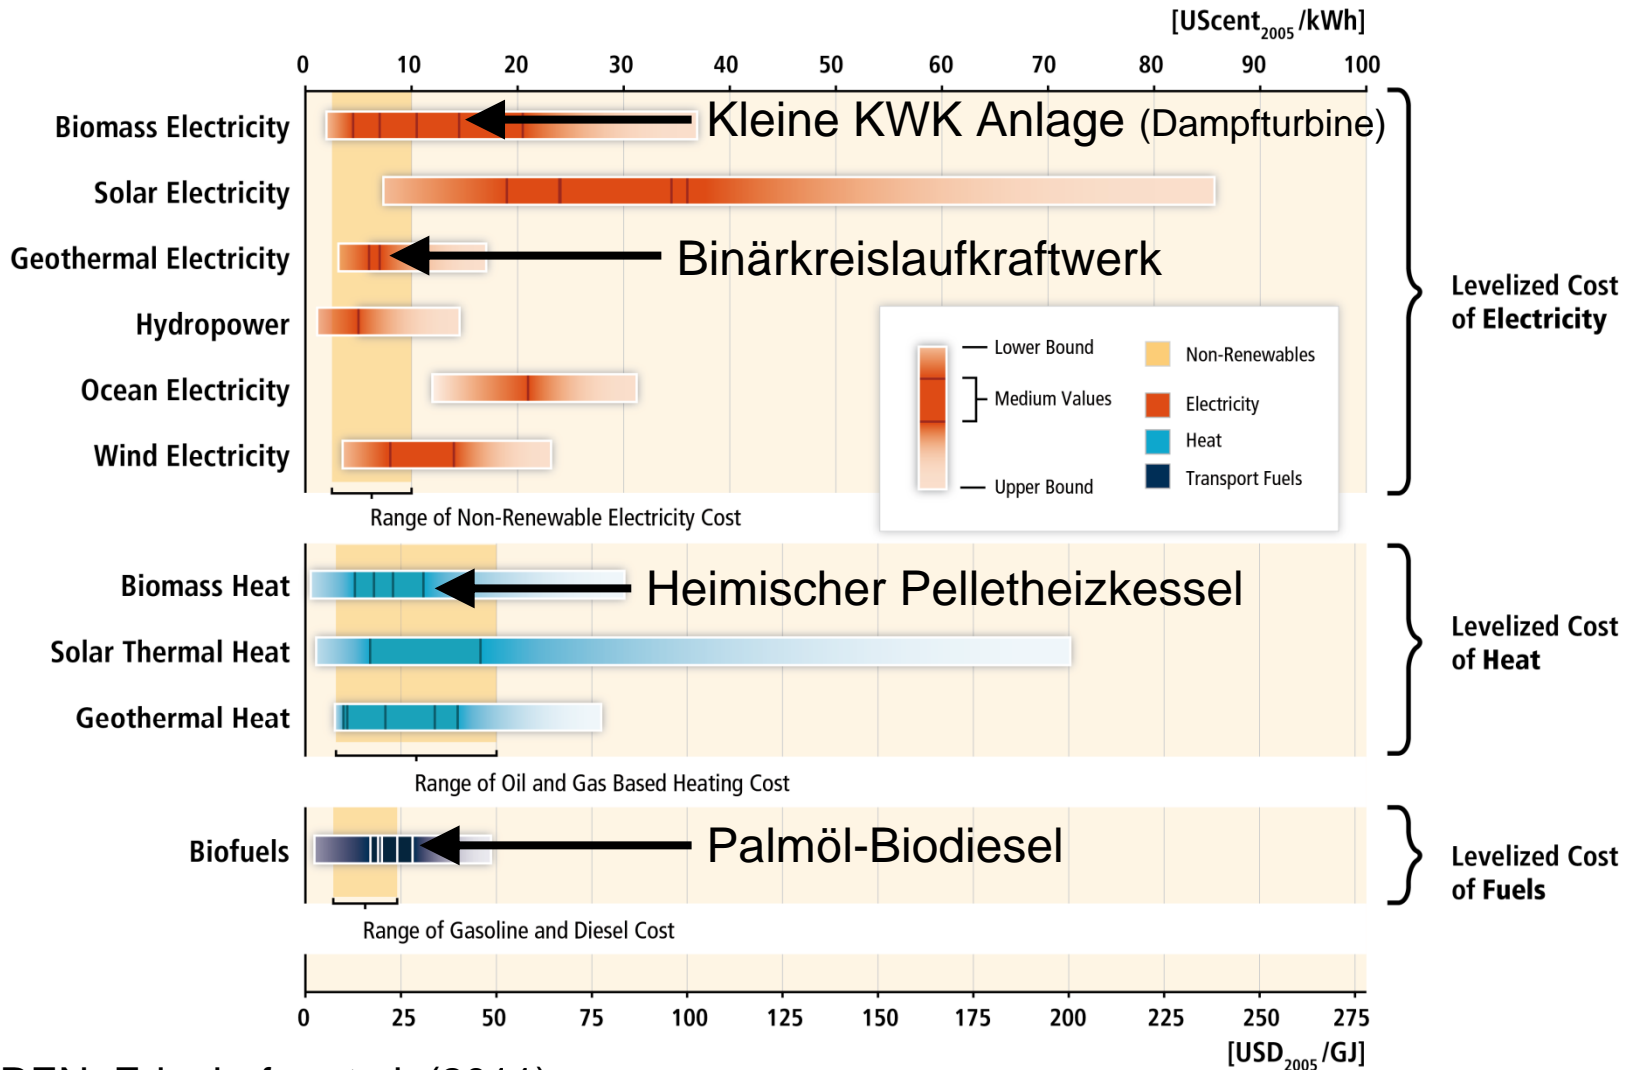 [UScent2005/kWh]
0 10 20 30 40 50 60 70 80 90 100
Biomass Electricity
Kleine KWK Anlage (Dampfturbine)
Solar Electricity
Geothermal Electricity
Binärkreislaufkraftwerk
Hydropower
Ocean Electricity
Wind Electricity
Levelized Cost
of Electricity
Lower Bound
Medium Values
Upper Bound
Non-Renewables
Electricity
Heat
Transport Fuels
Range of Non-Renewable Electricity Cost
Biomass Heat
Heimischer Pelletheizkessel
Solar Thermal Heat
Geothermal Heat
Levelized Cost
of Heat
Range of Oil and Gas Based Heating Cost
Biofuels
Palmöl-Biodiesel
Levelized Cost
of Fuels
Range of Gasoline and Diesel Cost
0 25 50 75 100 125 150 175 200 225 250 275
[USD2005/GJ]